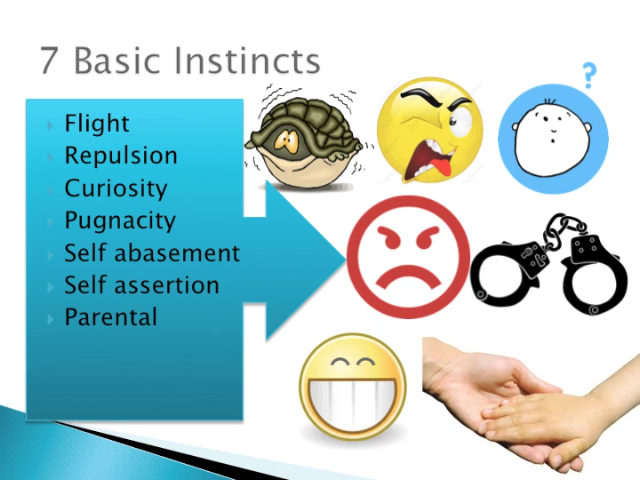 7 Basic Instincts
?
Flight
Repulsion
Curiosity
Pugnacity
Self abasement
Self assertion
Parental